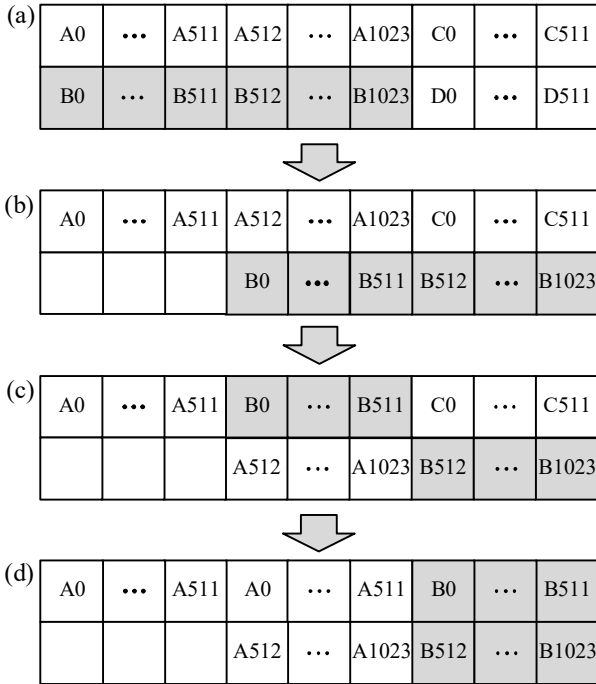 (a) A0 ... A511 A512 ... A1023 C0 ... C511
B0 ... B511 B512 ... B1023 D0 ... D511
(b) A0 ... A511 A512 ... A1023 C0 ... C511
B0 ... B511 B512 ... B1023
(c) A0 ... A511 B0 ... B511 C0 ... C511
A512 ... A1023 B512 ... B1023
(d) A0 ... A511 A0 ... A511 B0 ... B511
A512 ... A1023 B512 ... B1023